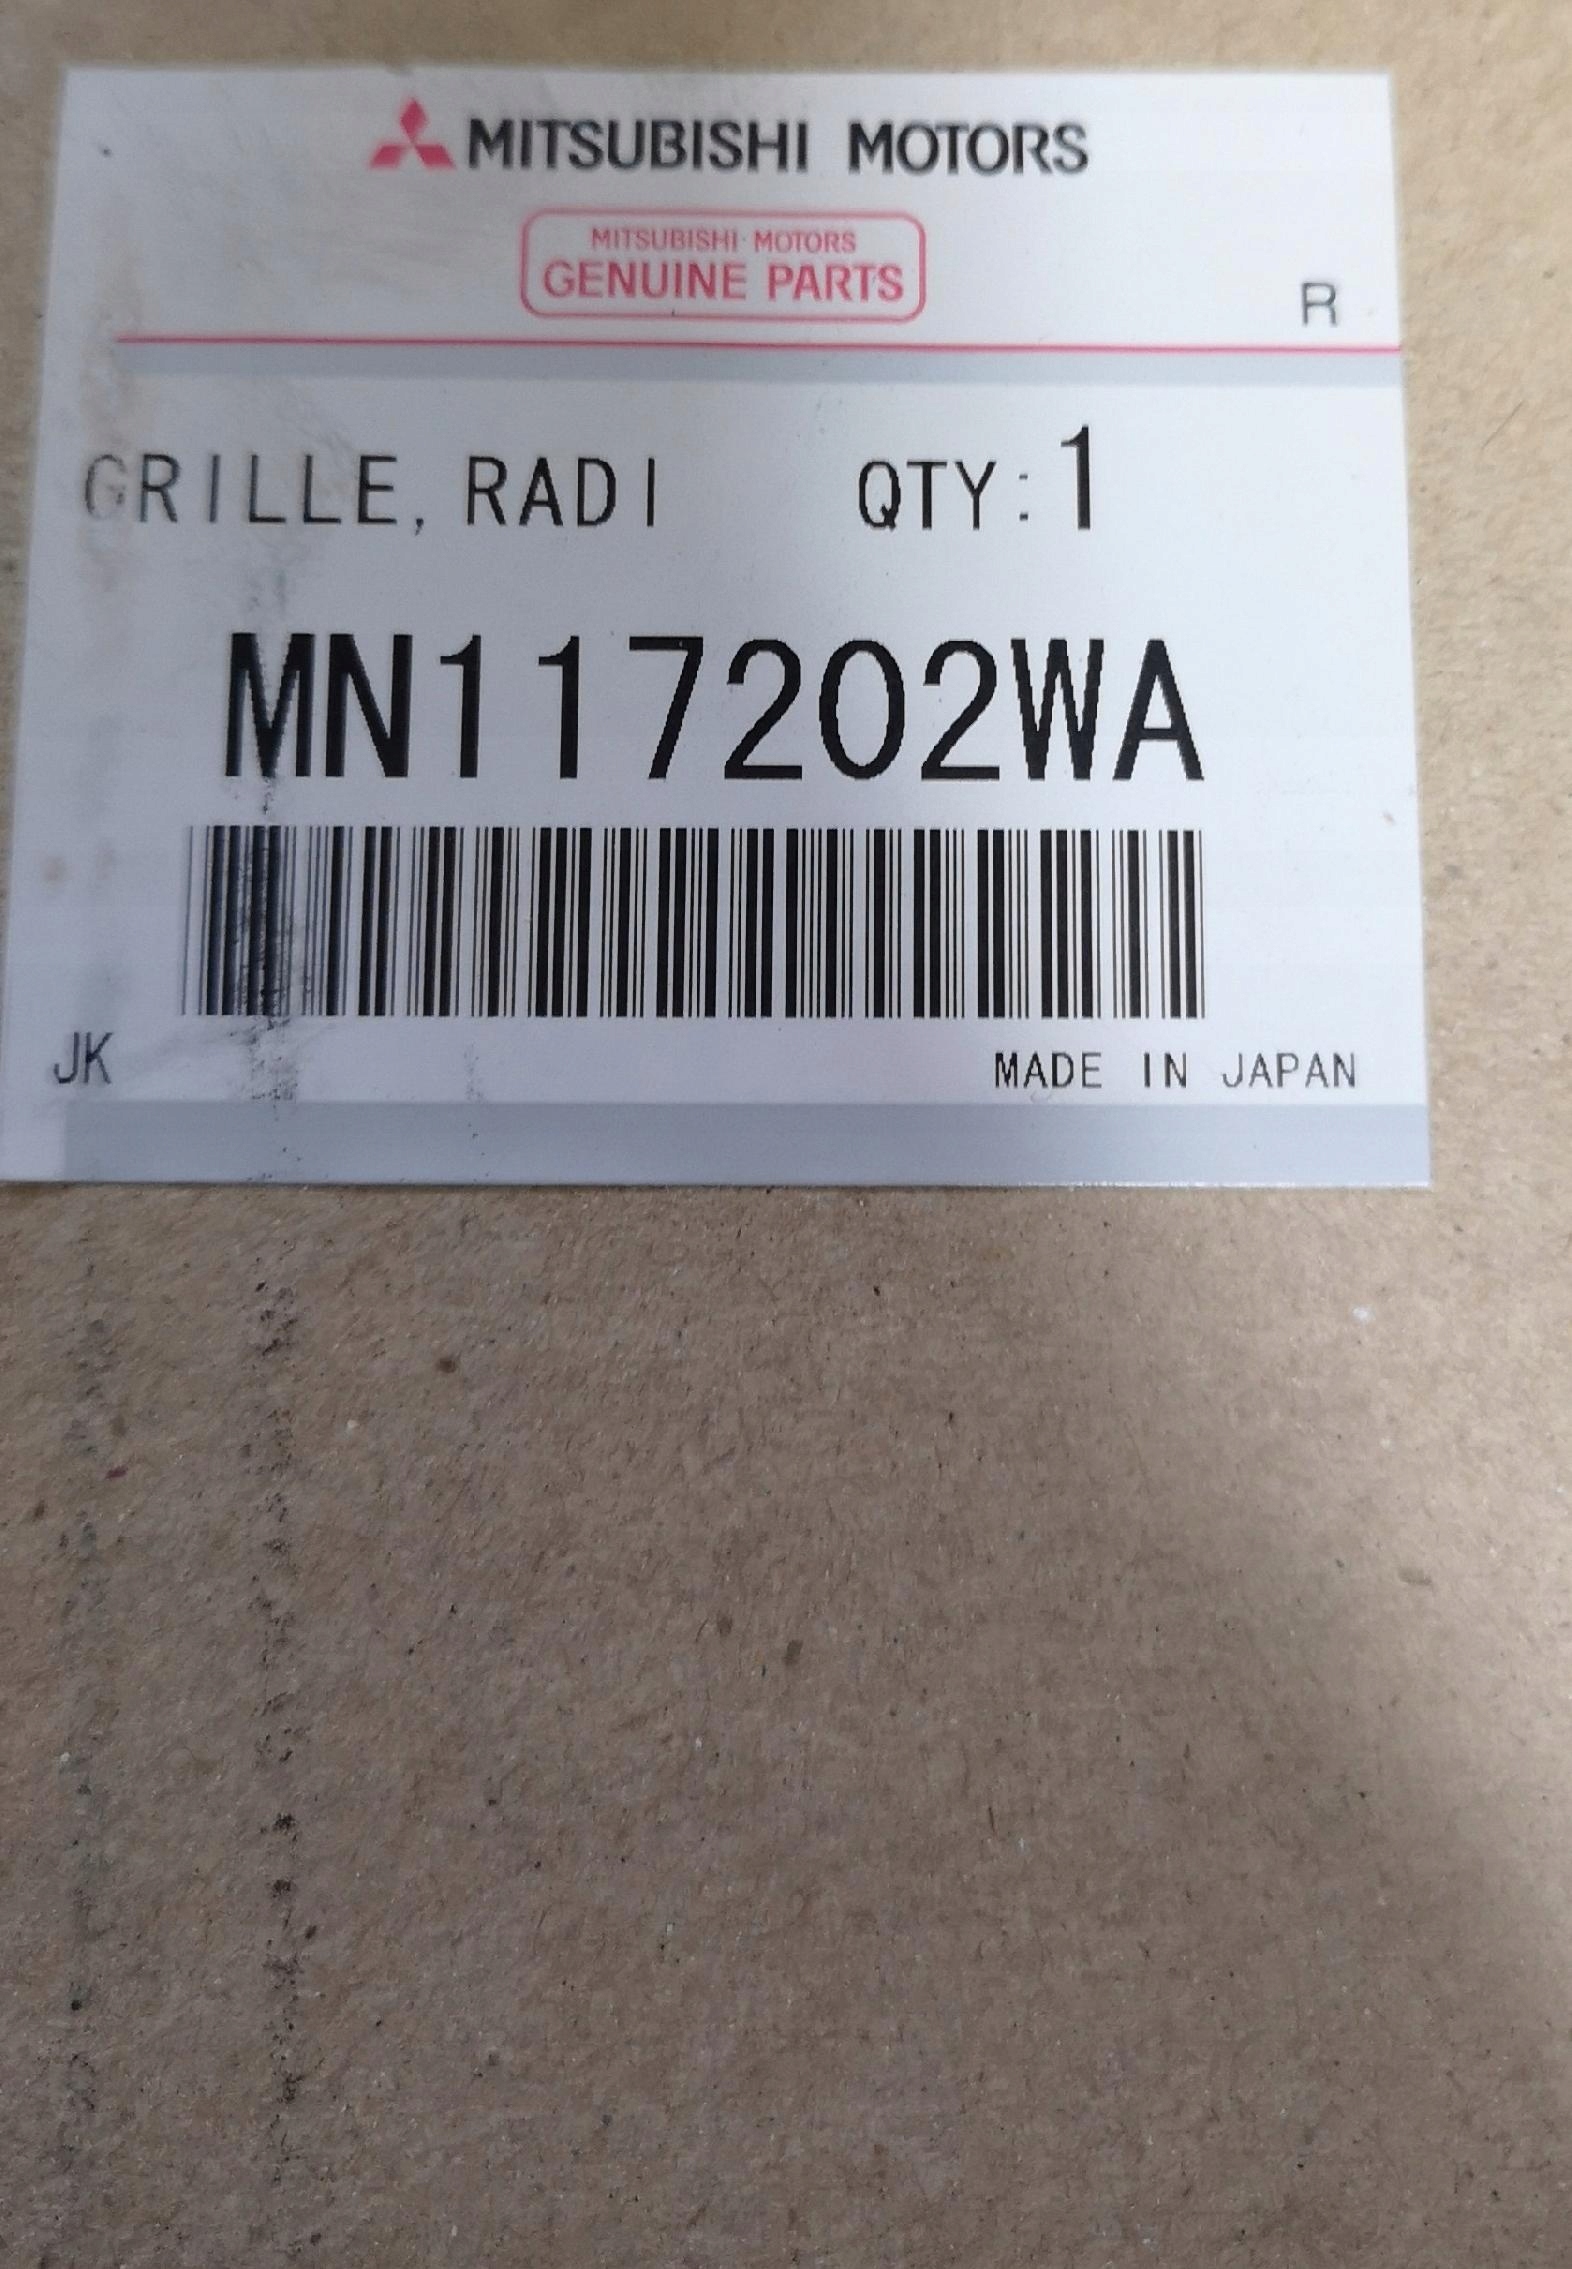 MITSUBISHI MOTORS
MITSUBISHI MOTORS
GENUINE PARTS
R
GRILLE, RADI QTY:1
MN117202WA
JK MADE IN JAPAN